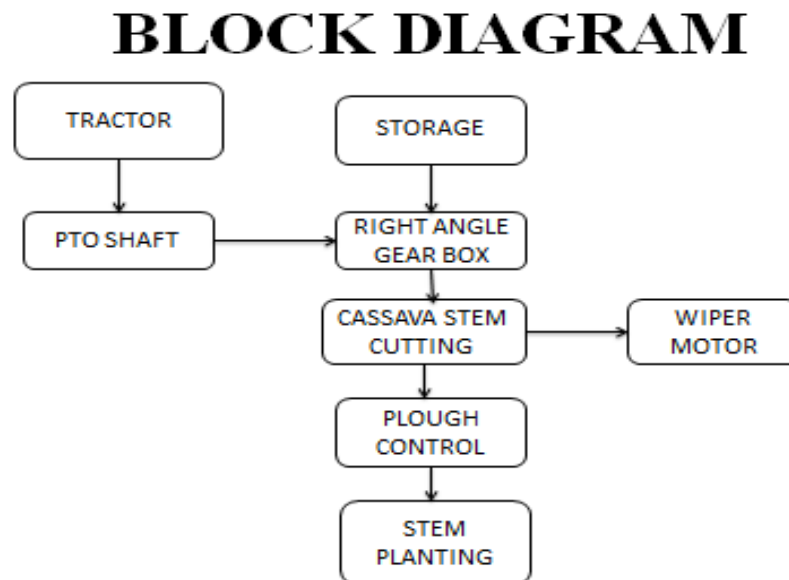 BLOCK DIAGRAM
TRACTOR
STORAGE
PTO SHAFT
RIGHT ANGLE
GEAR BOX
CASSAVA STEM
CUTTING
WIPER
MOTOR
PLOUGH
CONTROL
STEM
PLANTING